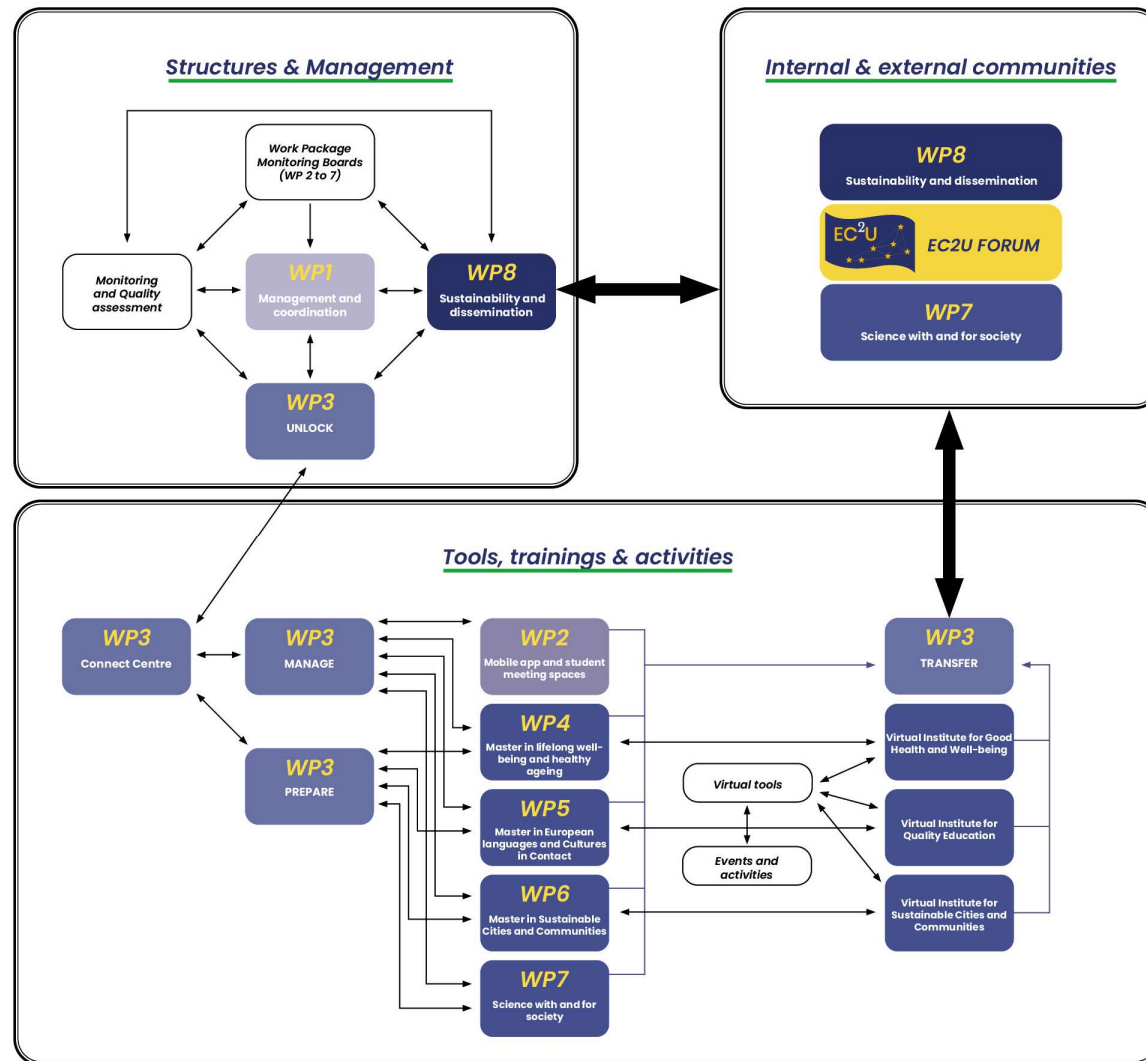 Structures & Management
Work Package
Monitoring Boards
(WP 2 to 7)
Monitoring
and Quality
assessment
WP1
Management and
coordination
WP8
Sustainability and
dissemination
WP3
UNLOCK
Internal & external communities
WP8
Sustainability and dissemination
EC²U
EC2U FORUM
WP7
Science with and for society
Tools, trainings & activities
WP3
Connect Centre
WP3
MANAGE
WP3
PREPARE
WP2
Mobile app and student
meeting spaces
WP4
Master in lifelong well-
being and healthy
ageing
WP5
Master in European
languages and Cultures
in Contact
WP6
Master in Sustainable
Cities and Communities
WP7
Science with and for
society
Virtual tools
Events and
activities
WP3
TRANSFER
Virtual Institute for Good
Health and Well-being
Virtual Institute for
Quality Education
Virtual Institute for
Sustainable Cities and
Communities